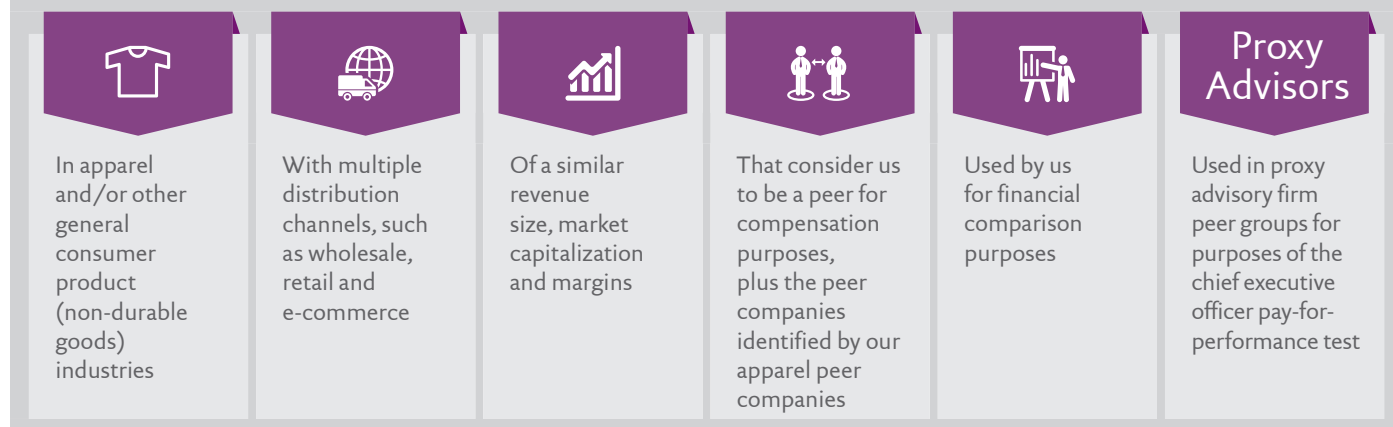 In apparel
and/or other
general
consumer
product
(non-durable
goods)
industries
With multiple
distribution
channels, such
as wholesale,
retail and
e-commerce
Of a similar
revenue
size, market
capitalization
and margins
That consider us
to be a peer for
compensation
purposes,
plus the peer
companies
identified by our
apparel peer
companies
Used by us
for financial
comparison
purposes
Proxy
Advisors
Used in proxy
advisory firm
peer groups for
purposes of the
chief executive
officer pay-for-
performance test